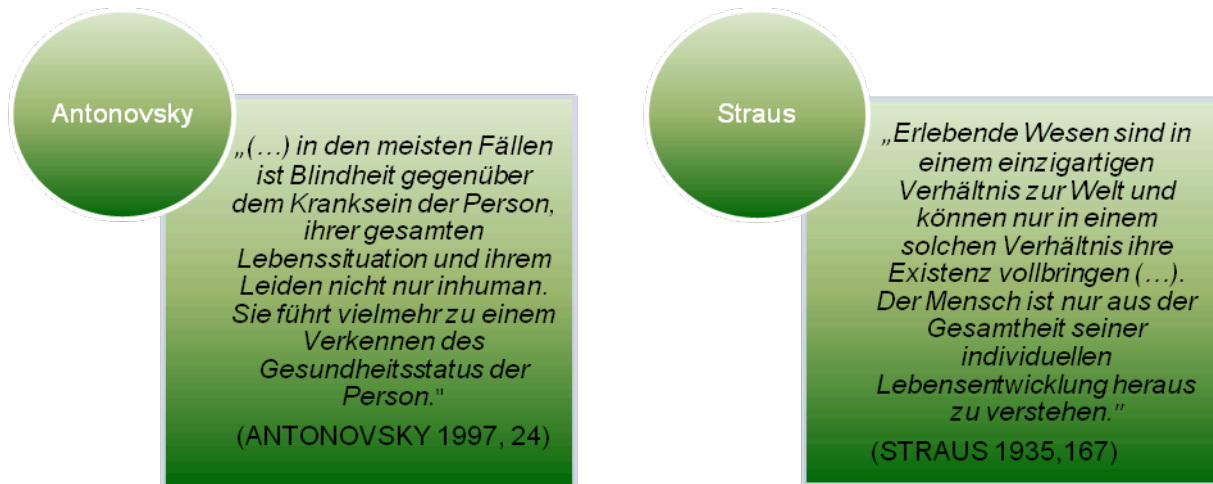 Antonovsky
„(…) in den meisten Fällen
ist Blindheit gegenüber
dem Kranksein der Person,
ihrer gesamten
Lebenssituation und ihrem
Leiden nicht nur inhuman.
Sie führt vielmehr zu einem
Verkennen des
Gesundheitsstatus der
Person."
(ANTONOVSKY 1997, 24)
Straus
„Erlebende Wesen sind in
einem einzigartigen
Verhältnis zur Welt und
können nur in einem
solchen Verhältnis ihre
Existenz vollbringen (…).
Der Mensch ist nur aus der
Gesamtheit seiner
individuellen
Lebensentwicklung heraus
zu verstehen."
(STRAUS 1935,167)